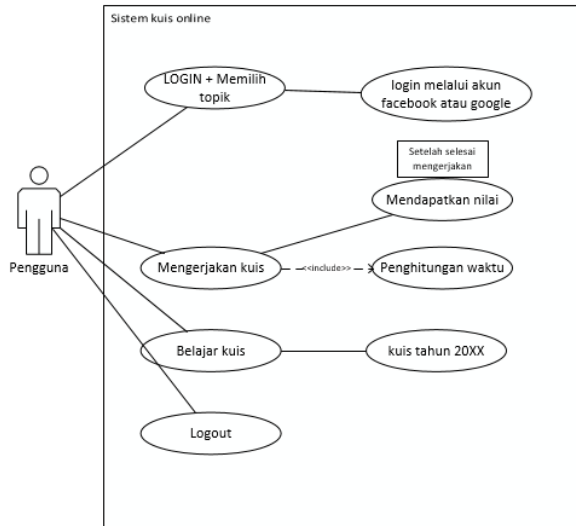 Sistem kuis online
LOGIN + Memilih
topik
login melalui akun
facebook atau google
Setelah selesai
mengerjakan
Mendapatkan nilai
Pengguna
Mengerjakan kuis
<<include>>
Penghitungan waktu
Belajar kuis
kuis tahun 20XX
Logout